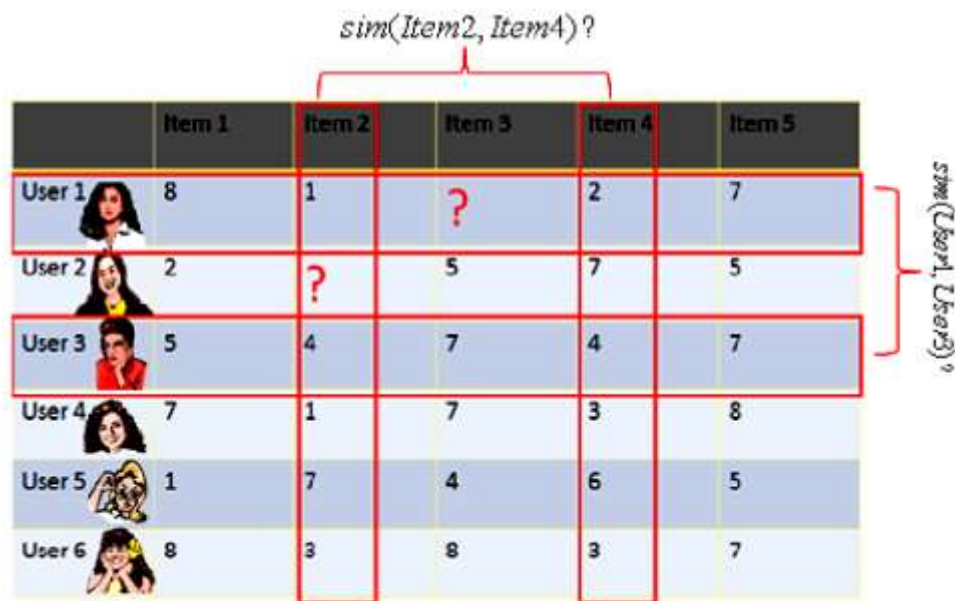 sim(Item2, Item4)?
Item 1 Item 2 Item 3 Item 4 Item 5
User 1 8 1 ? 2 7
User 2 2 ? 5 7 5
User 3 5 4 7 4 7
User 4 7 1 7 3 8
User 5 1 7 4 6 5
User 6 8 3 8 3 7
sim(User1, User3)?